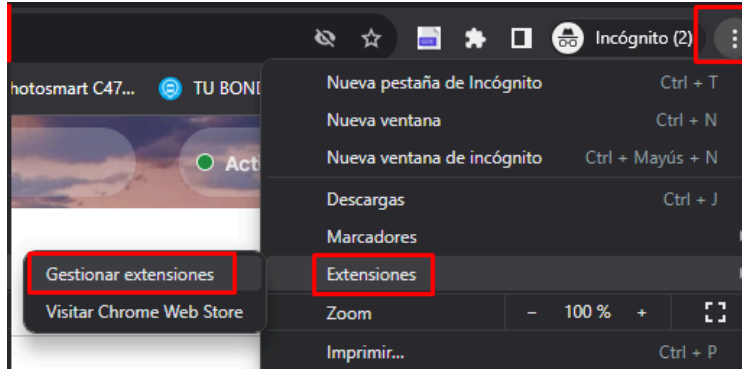 Incógnito (2)
hotosmart C47... TU BOND
Nueva pestaña de Incógnito Ctrl + T
Nueva ventana Ctrl + N
Nueva ventana de incógnito Ctrl + Mayús + N
Act
Descargas Ctrl + J
Marcadores
Gestionar extensiones
Extensiones
Visitar Chrome Web Store
Zoom - 100 % +
Imprimir... Ctrl + P